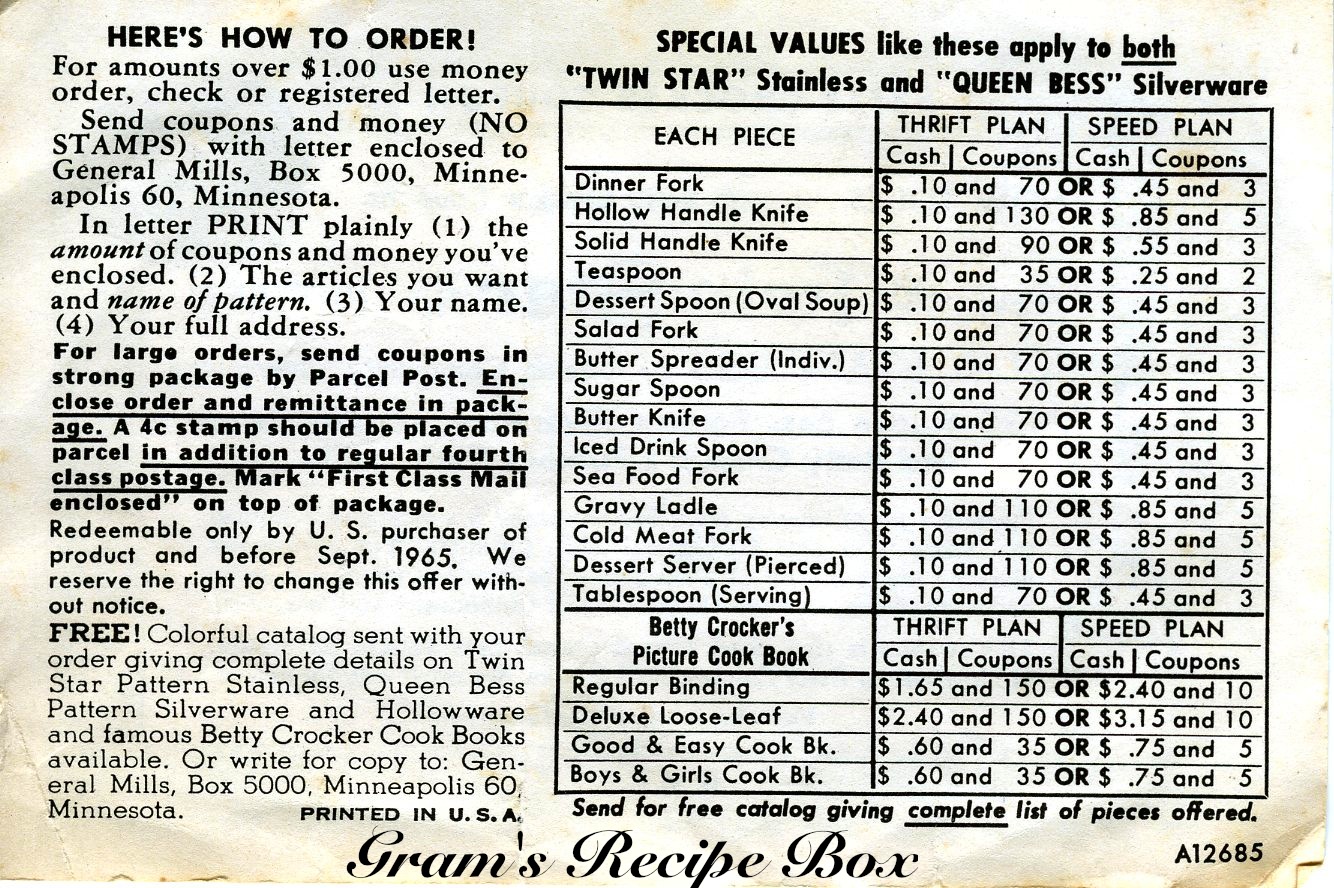 HERE'S HOW TO ORDER!
For amounts over $1.00 use money
order, check or registered letter.
Send coupons and money (NO
STAMPS) with letter enclosed to
General Mills, Box 5000, Minne-
apolis 60, Minnesota.
In letter PRINT plainly (1) the
amount of coupons and money you've
enclosed. (2) The articles you want
and name of pattern. (3) Your name.
(4) Your full address.
For large orders, send coupons in
strong package by Parcel Post. En-
close order and remittance in pack-
age. A 4c stamp should be placed on
parcel in addition to regular fourth
class postage. Mark "First Class Mail
enclosed" on top of package.
Redeemable only by U. S. purchaser of
product and before Sept. 1965. We
reserve the right to change this offer with-
out notice.
FREE! Colorful catalog sent with your
order giving complete details on Twin
Star Pattern Stainless, Queen Bess
Pattern Silverware and Hollowware
and famous Betty Crocker Cook Books
available. Or write for copy to: Gen-
eral Mills, Box 5000, Minneapolis 60,
Minnesota. PRINTED IN U. S. A.
SPECIAL VALUES like these apply to both
"TWIN STAR" Stainless and "QUEEN BESS" Silverware
EACH PIECE THRIFT PLAN SPEED PLAN
Cash Coupons Cash Coupons
Dinner Fork $ .10 and 70 OR $ .45 and 3
Hollow Handle Knife $ .10 and 130 OR $ .85 and 5
Solid Handle Knife $ .10 and 90 OR $ .55 and 3
Teaspoon $ .10 and 35 OR $ .25 and 2
Dessert Spoon (Oval Soup) $ .10 and 70 OR $ .45 and 3
Salad Fork $ .10 and 70 OR $ .45 and 3
Butter Spreader (Indiv.) $ .10 and 70 OR $ .45 and 3
Sugar Spoon $ .10 and 70 OR $ .45 and 3
Butter Knife $ .10 and 70 OR $ .45 and 3
Iced Drink Spoon $ .10 and 70 OR $ .45 and 3
Sea Food Fork $ .10 and 70 OR $ .45 and 3
Gravy Ladle $ .10 and 110 OR $ .85 and 5
Cold Meat Fork $ .10 and 110 OR $ .85 and 5
Dessert Server (Pierced) $ .10 and 110 OR $ .85 and 5
Tablespoon (Serving) $ .10 and 70 OR $ .45 and 3
Betty Crocker's THRIFT PLAN SPEED PLAN
Picture Cook Book Cash Coupons Cash Coupons
Regular Binding $1.65 and 150 OR $2.40 and 10
Deluxe Loose-Leaf $2.40 and 150 OR $3.15 and 10
Good & Easy Cook Bk. $ .60 and 35 OR $ .75 and 5
Boys & Girls Cook Bk. $ .60 and 35 OR $ .75 and 5
Send for free catalog giving complete list of pieces offered.
A12685
Gram's Recipe Box